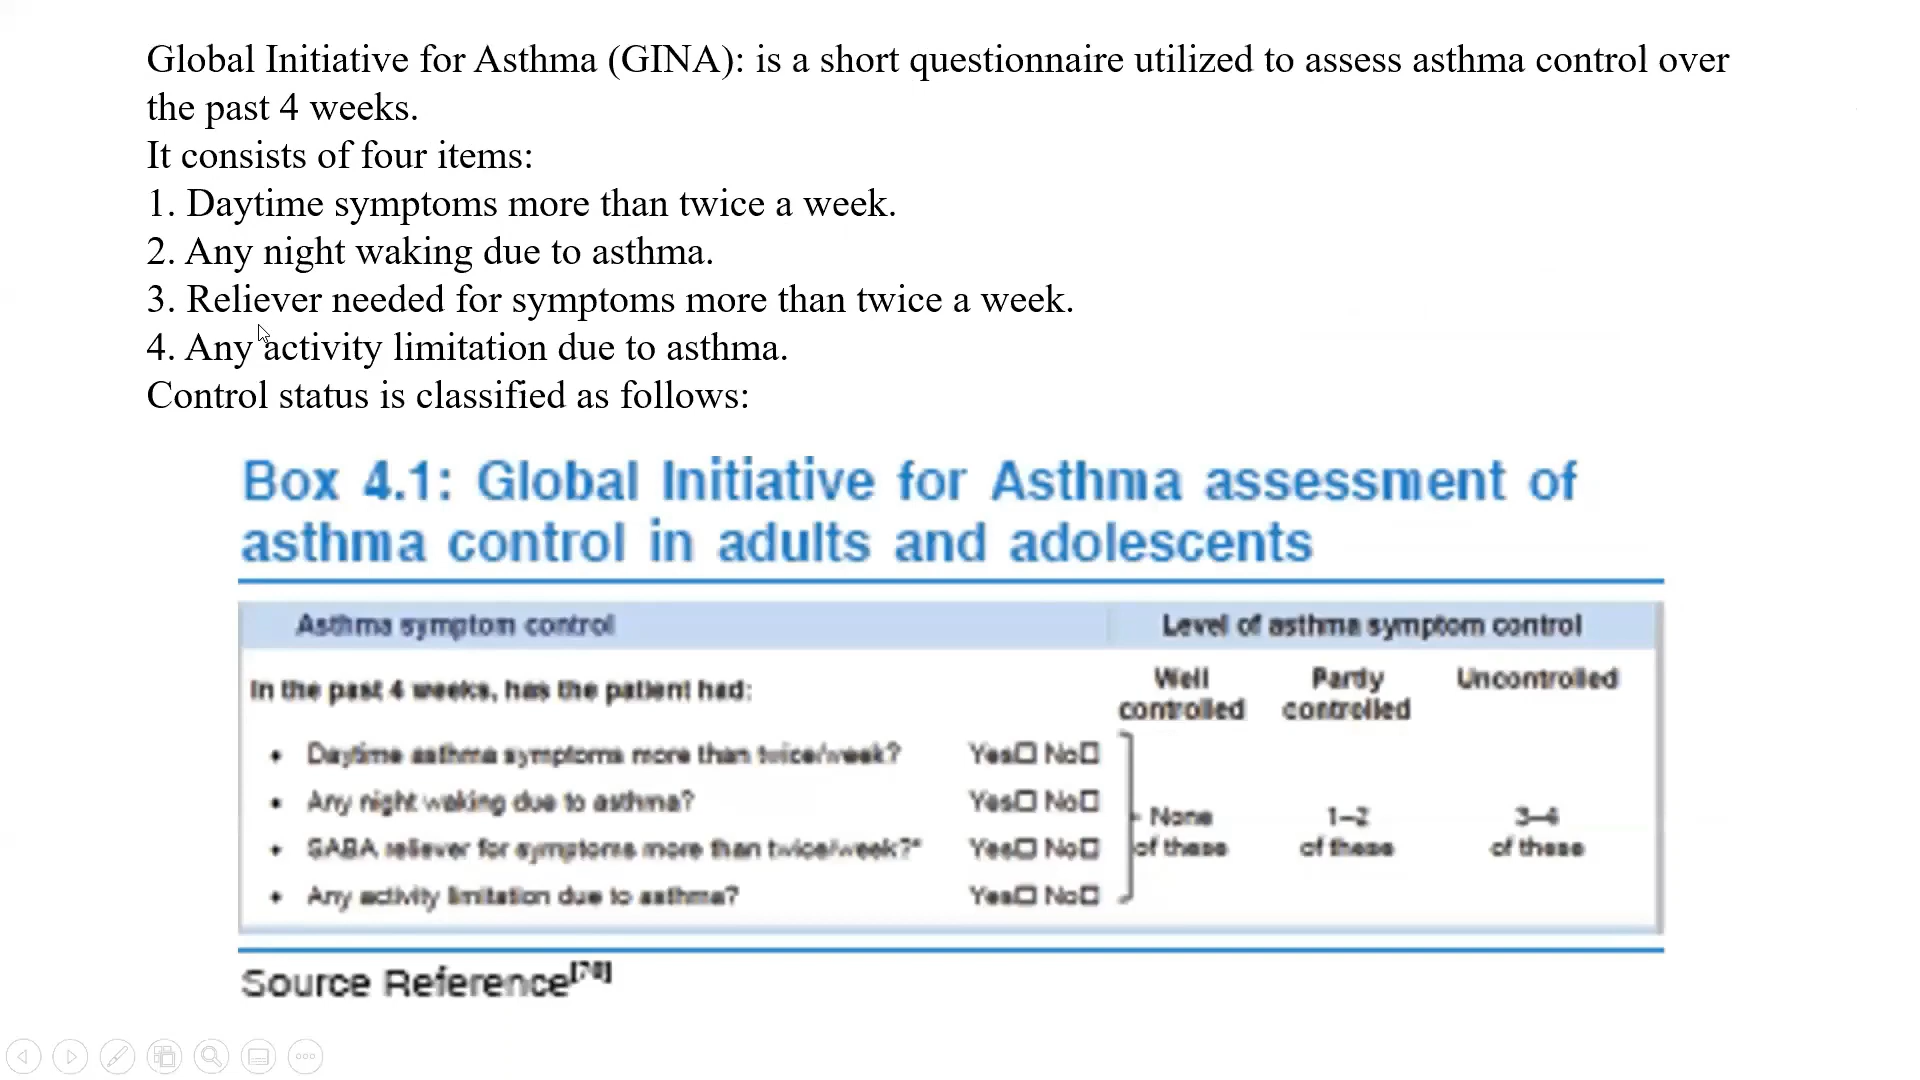 Global Initiative for Asthma (GINA): is a short questionnaire utilized to assess asthma control over
the past 4 weeks.
It consists of four items:
1. Daytime symptoms more than twice a week.
2. Any night waking due to asthma.
3. Reliever needed for symptoms more than twice a week.
4. Any activity limitation due to asthma.
Control status is classified as follows:
Box 4.1: Global Initiative for Asthma assessment of
asthma control in adults and adolescents
Asthma symptom control Level of asthma symptom control
In the past 4 weeks, has the patient had: Well controlled Partly controlled Uncontrolled
• Daytime asthma symptoms more than twice/week? Yes□ No□
• Any night waking due to asthma? Yes□ No□
• SABA reliever for symptoms more than twice/week?* Yes□ No□
• Any activity limitation due to asthma? Yes□ No□
None of these 1–2 of these 3–4 of these
Source Reference